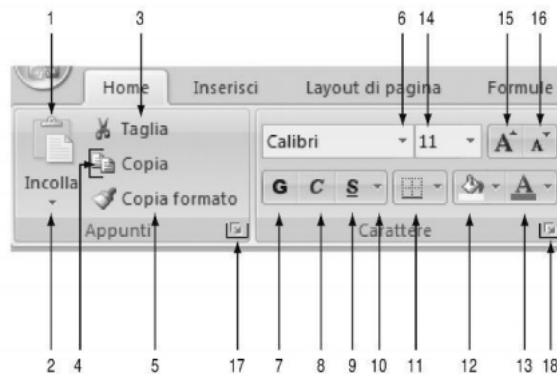 1 3 6 14 15 16
Home Inserisci Layout di pagina Formule
Taglia
Calibri 11 A A
Copia
Incolla
G C S A
Copia formato
Appunti Carattere
2 4 5 17 7 8 9 10 11 12 13 18